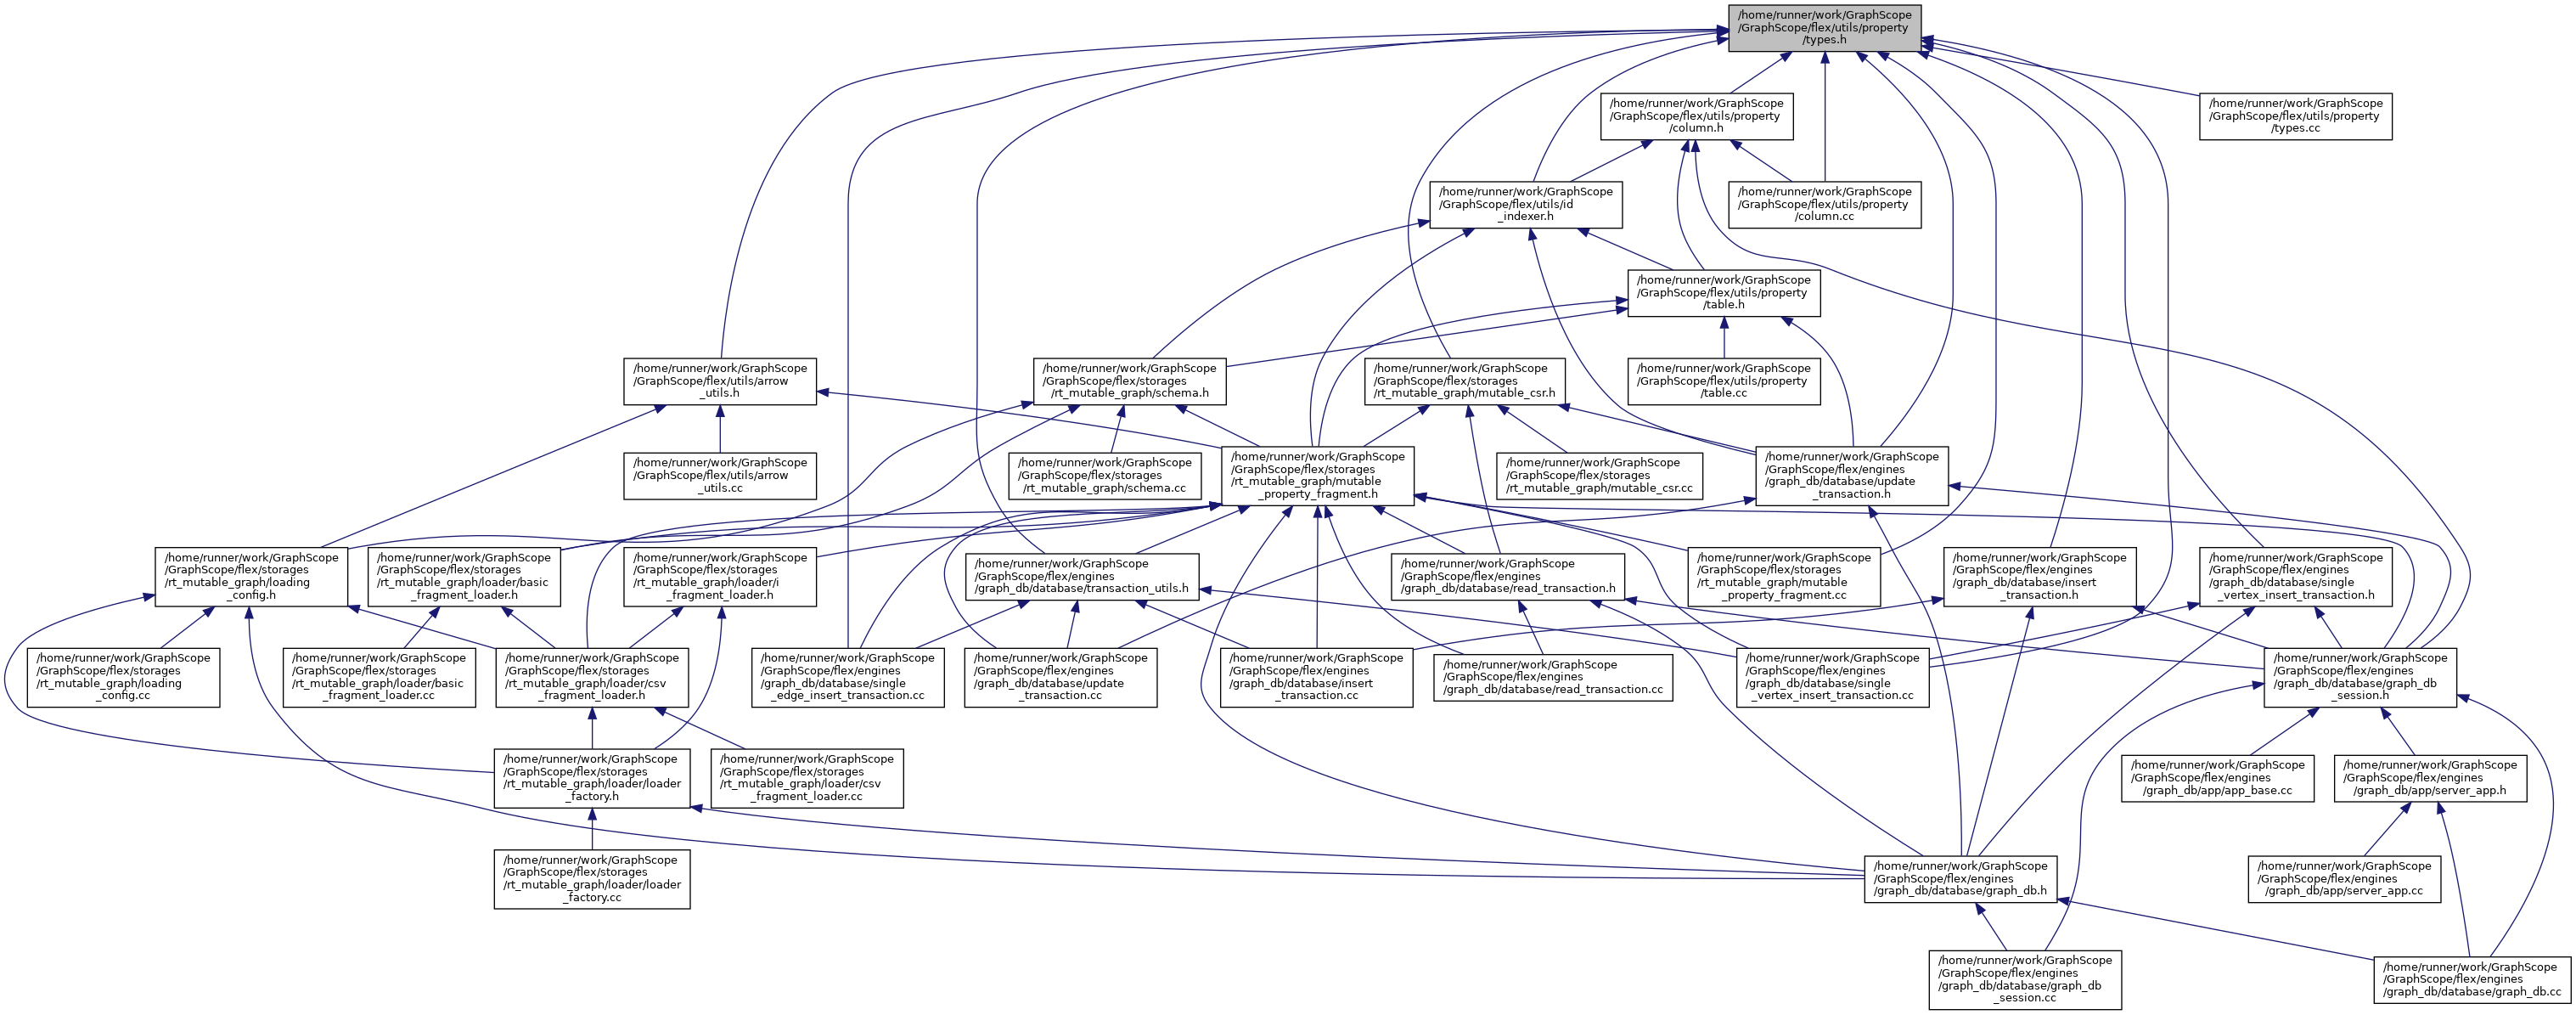 /home/runner/work/GraphScope
/GraphScope/flex/utils/property
/types.h
/home/runner/work/GraphScope
/GraphScope/flex/utils/property
/column.h
/home/runner/work/GraphScope
/GraphScope/flex/utils/property
/types.cc
/home/runner/work/GraphScope
/GraphScope/flex/utils/id
_indexer.h
/home/runner/work/GraphScope
/GraphScope/flex/utils/property
/column.cc
/home/runner/work/GraphScope
/GraphScope/flex/utils/property
/table.h
/home/runner/work/GraphScope
/GraphScope/flex/utils/arrow
_utils.h
/home/runner/work/GraphScope
/GraphScope/flex/storages
/rt_mutable_graph/schema.h
/home/runner/work/GraphScope
/GraphScope/flex/storages
/rt_mutable_graph/mutable_csr.h
/home/runner/work/GraphScope
/GraphScope/flex/utils/property
/table.cc
/home/runner/work/GraphScope
/GraphScope/flex/utils/arrow
_utils.cc
/home/runner/work/GraphScope
/GraphScope/flex/storages
/rt_mutable_graph/schema.cc
/home/runner/work/GraphScope
/GraphScope/flex/storages
/rt_mutable_graph/mutable
_property_fragment.h
/home/runner/work/GraphScope
/GraphScope/flex/storages
/rt_mutable_graph/mutable_csr.cc
/home/runner/work/GraphScope
/GraphScope/flex/engines
/graph_db/database/update
_transaction.h
/home/runner/work/GraphScope
/GraphScope/flex/storages
/rt_mutable_graph/loading
_config.h
/home/runner/work/GraphScope
/GraphScope/flex/storages
/rt_mutable_graph/loader/basic
_fragment_loader.h
/home/runner/work/GraphScope
/GraphScope/flex/storages
/rt_mutable_graph/loader/i
_fragment_loader.h
/home/runner/work/GraphScope
/GraphScope/flex/engines
/graph_db/database/transaction_utils.h
/home/runner/work/GraphScope
/GraphScope/flex/engines
/graph_db/database/read_transaction.h
/home/runner/work/GraphScope
/GraphScope/flex/storages
/rt_mutable_graph/mutable
_property_fragment.cc
/home/runner/work/GraphScope
/GraphScope/flex/engines
/graph_db/database/insert
_transaction.h
/home/runner/work/GraphScope
/GraphScope/flex/engines
/graph_db/database/single
_vertex_insert_transaction.h
/home/runner/work/GraphScope
/GraphScope/flex/storages
/rt_mutable_graph/loading
_config.cc
/home/runner/work/GraphScope
/GraphScope/flex/storages
/rt_mutable_graph/loader/basic
_fragment_loader.cc
/home/runner/work/GraphScope
/GraphScope/flex/storages
/rt_mutable_graph/loader/csv
_fragment_loader.h
/home/runner/work/GraphScope
/GraphScope/flex/engines
/graph_db/database/single
_edge_insert_transaction.cc
/home/runner/work/GraphScope
/GraphScope/flex/engines
/graph_db/database/update
_transaction.cc
/home/runner/work/GraphScope
/GraphScope/flex/engines
/graph_db/database/insert
_transaction.cc
/home/runner/work/GraphScope
/GraphScope/flex/engines
/graph_db/database/read_transaction.cc
/home/runner/work/GraphScope
/GraphScope/flex/engines
/graph_db/database/single
_vertex_insert_transaction.cc
/home/runner/work/GraphScope
/GraphScope/flex/engines
/graph_db/database/graph_db
_session.h
/home/runner/work/GraphScope
/GraphScope/flex/storages
/rt_mutable_graph/loader/loader
_factory.h
/home/runner/work/GraphScope
/GraphScope/flex/storages
/rt_mutable_graph/loader/csv
_fragment_loader.cc
/home/runner/work/GraphScope
/GraphScope/flex/engines
/graph_db/app/app_base.cc
/home/runner/work/GraphScope
/GraphScope/flex/engines
/graph_db/app/server_app.h
/home/runner/work/GraphScope
/GraphScope/flex/storages
/rt_mutable_graph/loader/loader
_factory.cc
/home/runner/work/GraphScope
/GraphScope/flex/engines
/graph_db/database/graph_db.h
/home/runner/work/GraphScope
/GraphScope/flex/engines
/graph_db/app/server_app.cc
/home/runner/work/GraphScope
/GraphScope/flex/engines
/graph_db/database/graph_db
_session.cc
/home/runner/work/GraphScope
/GraphScope/flex/engines
/graph_db/database/graph_db.cc